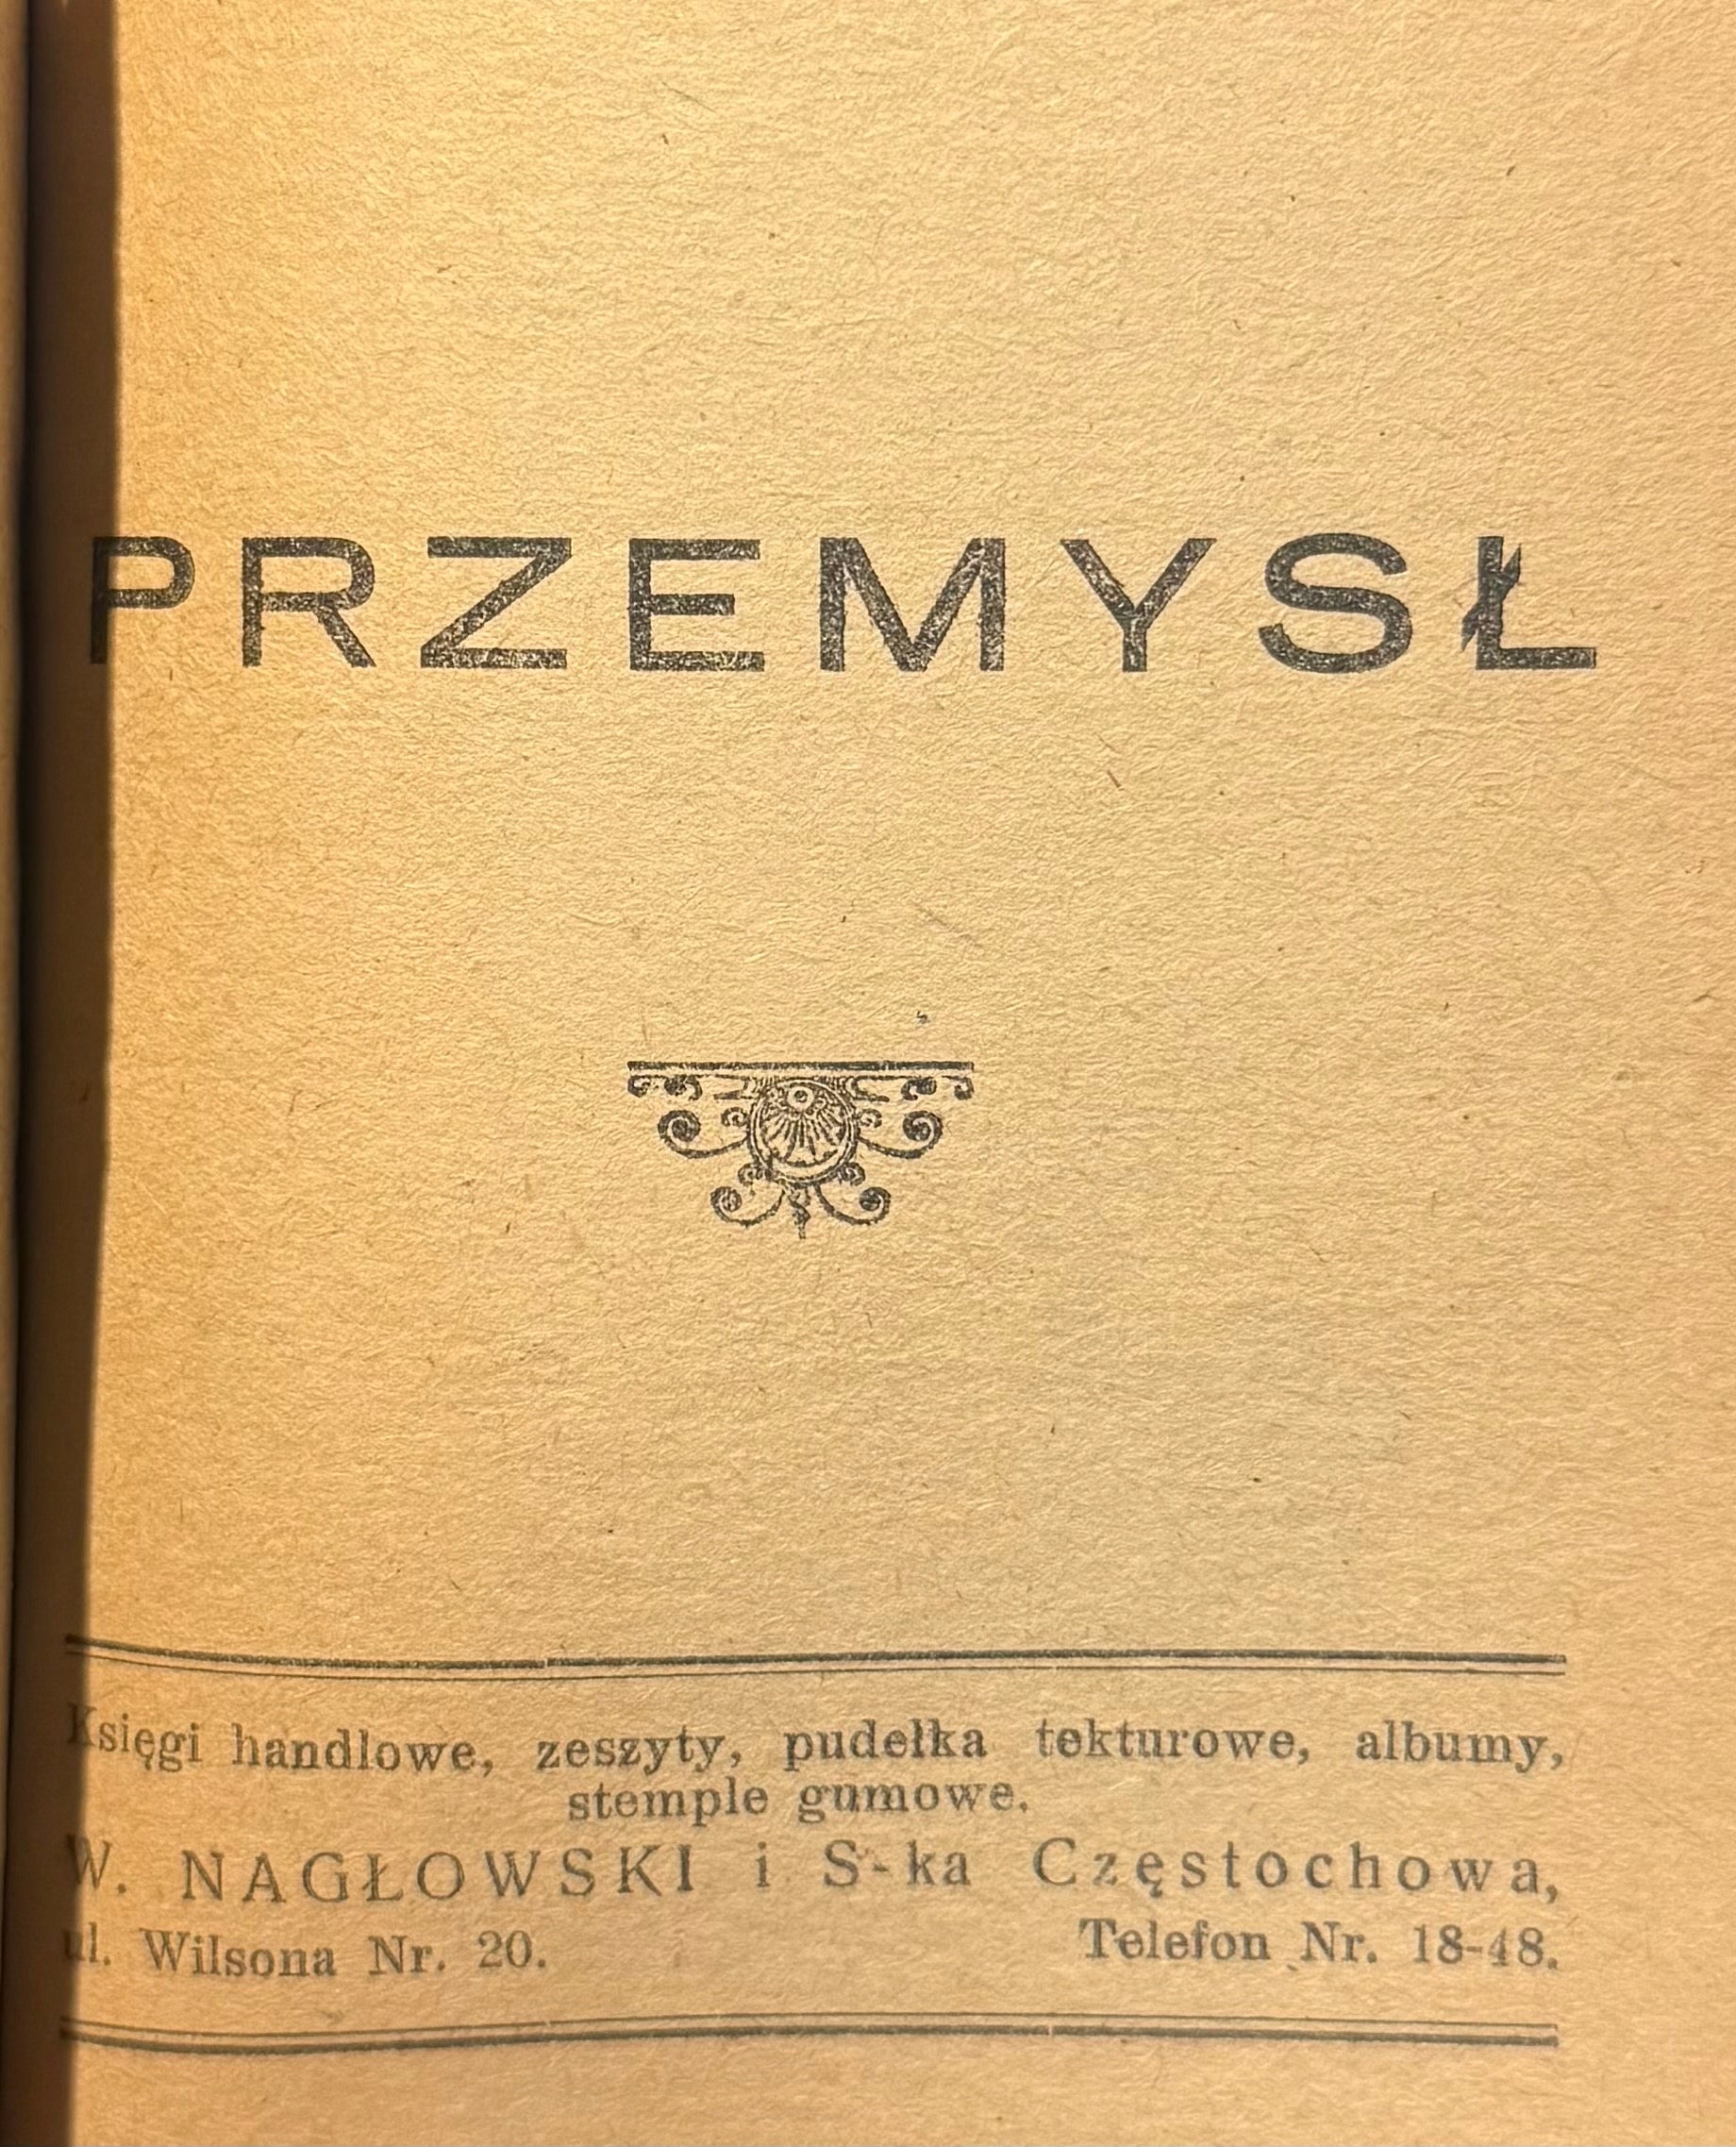 PRZEMYSŁ
Księgi handlowe, zeszyty, pudełka tekturowe, albumy,
stemple gumowe.
W. NAGŁOWSKI i S-ka Częstochowa,
ul. Wilsona Nr. 20. Telefon Nr. 18-48.